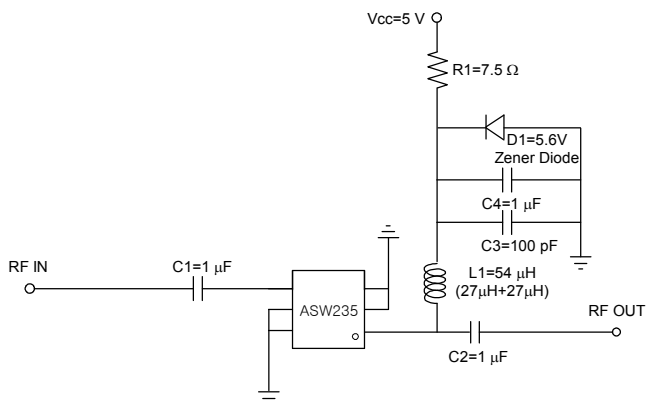 Vcc=5 V
R1=7.5 Ω
D1=5.6V
Zener Diode
C4=1 μF
C3=100 pF
RF IN
C1=1 μF
L1=54 μH
(27μH+27μH)
ASW235
RF OUT
C2=1 μF